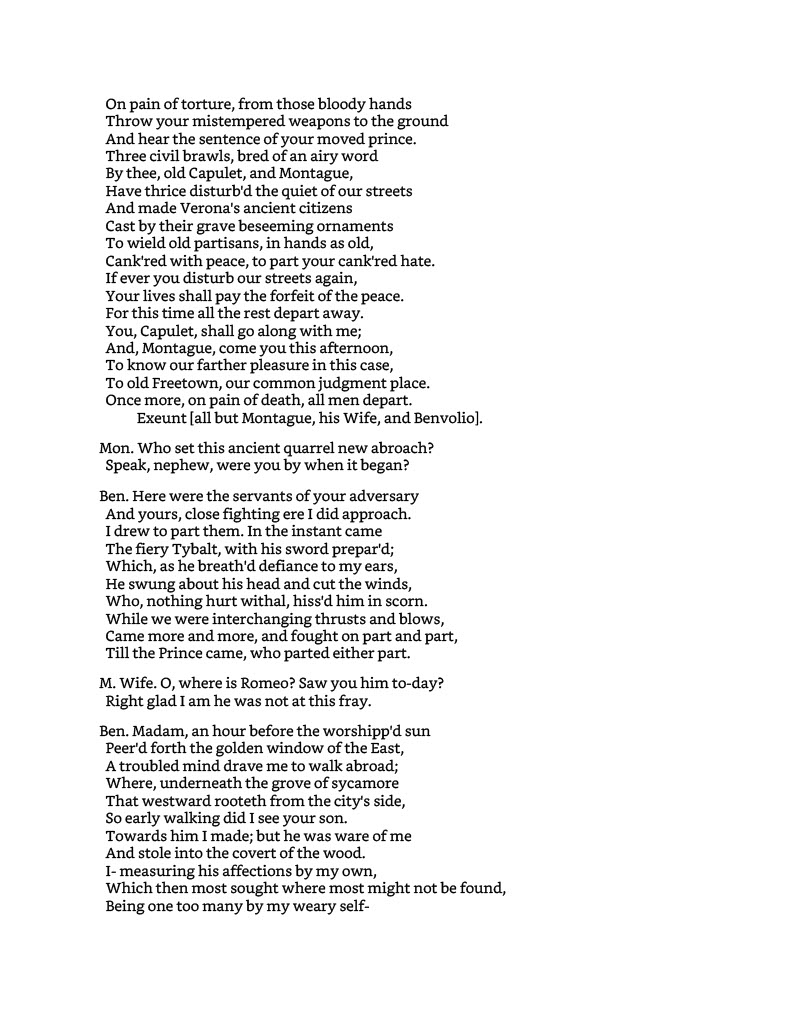 On pain of torture, from those bloody hands
Throw your mistempered weapons to the ground
And hear the sentence of your moved prince.
Three civil brawls, bred of an airy word
By thee, old Capulet, and Montague,
Have thrice disturb'd the quiet of our streets
And made Verona's ancient citizens
Cast by their grave beseeming ornaments
To wield old partisans, in hands as old,
Cank'red with peace, to part your cank'red hate.
If ever you disturb our streets again,
Your lives shall pay the forfeit of the peace.
For this time all the rest depart away.
You, Capulet, shall go along with me;
And, Montague, come you this afternoon,
To know our farther pleasure in this case,
To old Freetown, our common judgment place.
Once more, on pain of death, all men depart.
Exeunt [all but Montague, his Wife, and Benvolio].
Mon. Who set this ancient quarrel new abroach?
Speak, nephew, were you by when it began?
Ben. Here were the servants of your adversary
And yours, close fighting ere I did approach.
I drew to part them. In the instant came
The fiery Tybalt, with his sword prepar'd;
Which, as he breath'd defiance to my ears,
He swung about his head and cut the winds,
Who, nothing hurt withal, hiss'd him in scorn.
While we were interchanging thrusts and blows,
Came more and more, and fought on part and part,
Till the Prince came, who parted either part.
M. Wife. O, where is Romeo? Saw you him to-day?
Right glad I am he was not at this fray.
Ben. Madam, an hour before the worshipp'd sun
Peer'd forth the golden window of the East,
A troubled mind drave me to walk abroad;
Where, underneath the grove of sycamore
That westward rooteth from the city's side,
So early walking did I see your son.
Towards him I made; but he was ware of me
And stole into the covert of the wood.
I- measuring his affections by my own,
Which then most sought where most might not be found,
Being one too many by my weary self-